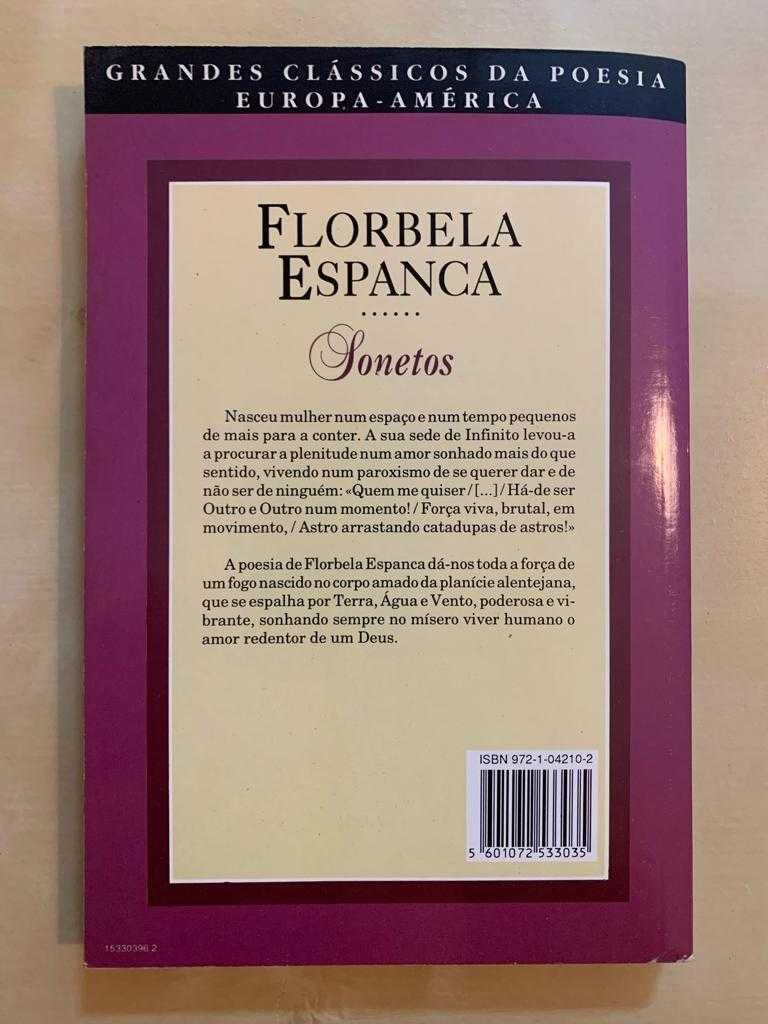 GRANDES CLÁSSICOS DA POESIA
EUROPA-AMÉRICA
FLORBELA
ESPANCA
......
Sonetos
Nasceu mulher num espaço e num tempo pequenos
de mais para a conter. A sua sede de Infinito levou-a
a procurar a plenitude num amor sonhado mais do que
sentido, vivendo num paroxismo de se querer dar e de
não ser de ninguém: «Quem me quiser/[...]/Há-de ser
Outro e Outro num momento!/Força viva, brutal, em
movimento,/Astro arrastando catadupas de astros!»
A poesia de Florbela Espanca dá-nos toda a força de
um fogo nascido no corpo amado da planície alentejana,
que se espalha por Terra, Água e Vento, poderosa e vi-
brante, sonhando sempre no mísero viver humano o
amor redentor de um Deus.
ISBN 972-1-04210-2
5 601072 533035
15330396 2